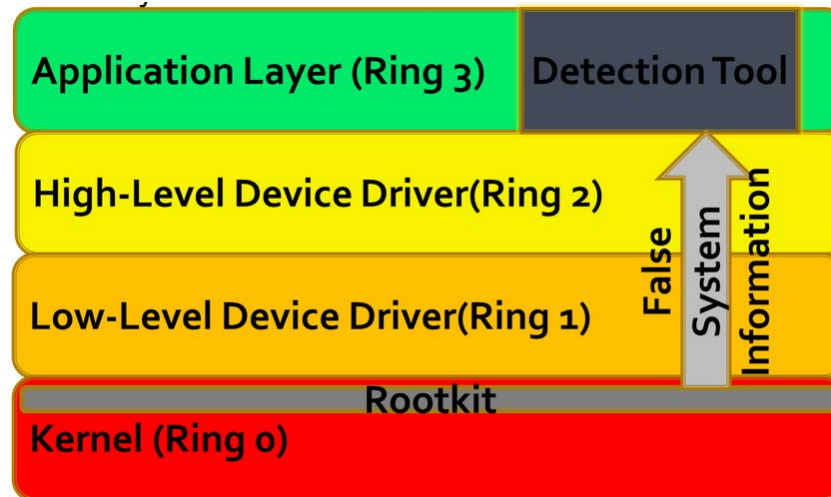 Application Layer (Ring 3)
Detection Tool
High-Level Device Driver(Ring 2)
False
System
Information
Low-Level Device Driver(Ring 1)
Rootkit
Kernel (Ring 0)